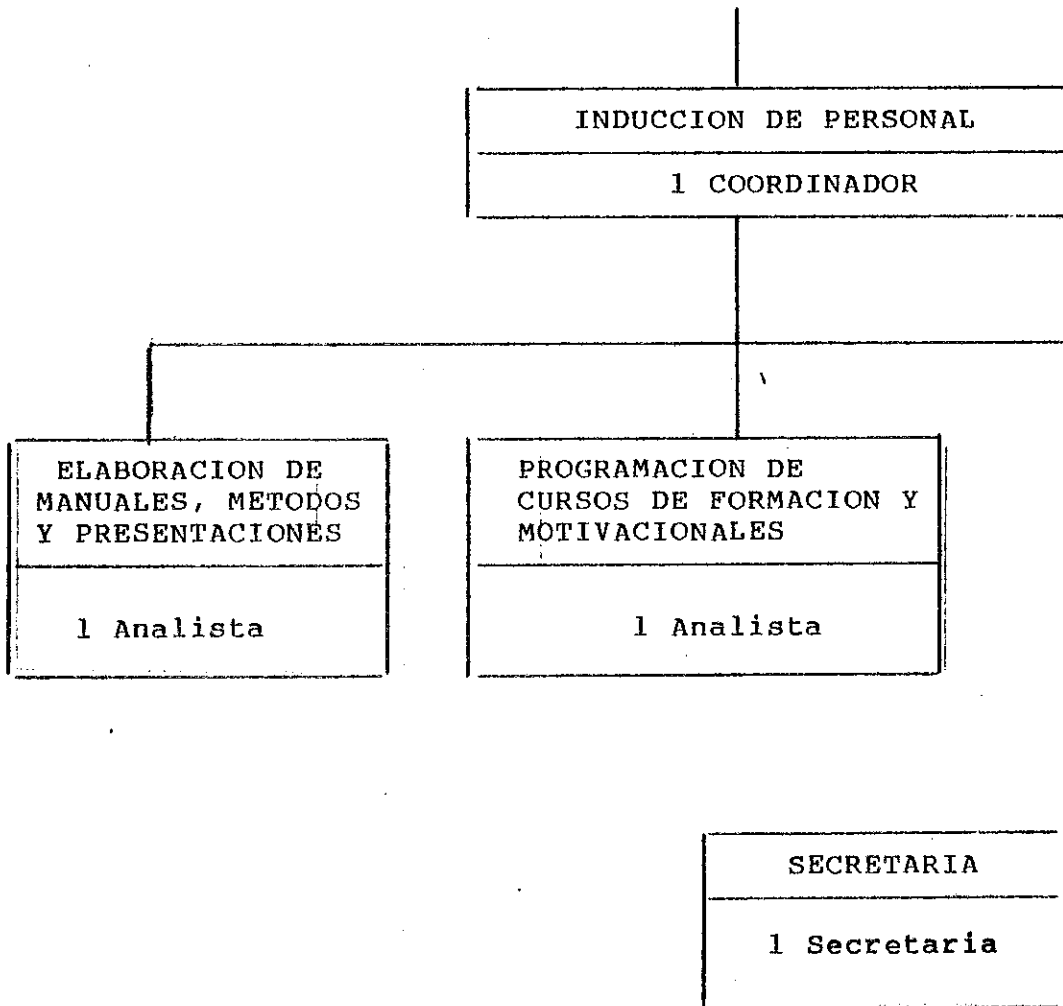 INDUCCION DE PERSONAL
1 COORDINADOR
ELABORACION DE
MANUALES, METODOS
Y PRESENTACIONES
1 Analista
PROGRAMACION DE
CURSOS DE FORMACION Y
MOTIVACIONALES
1 Analista
SECRETARIA
1 Secretaria